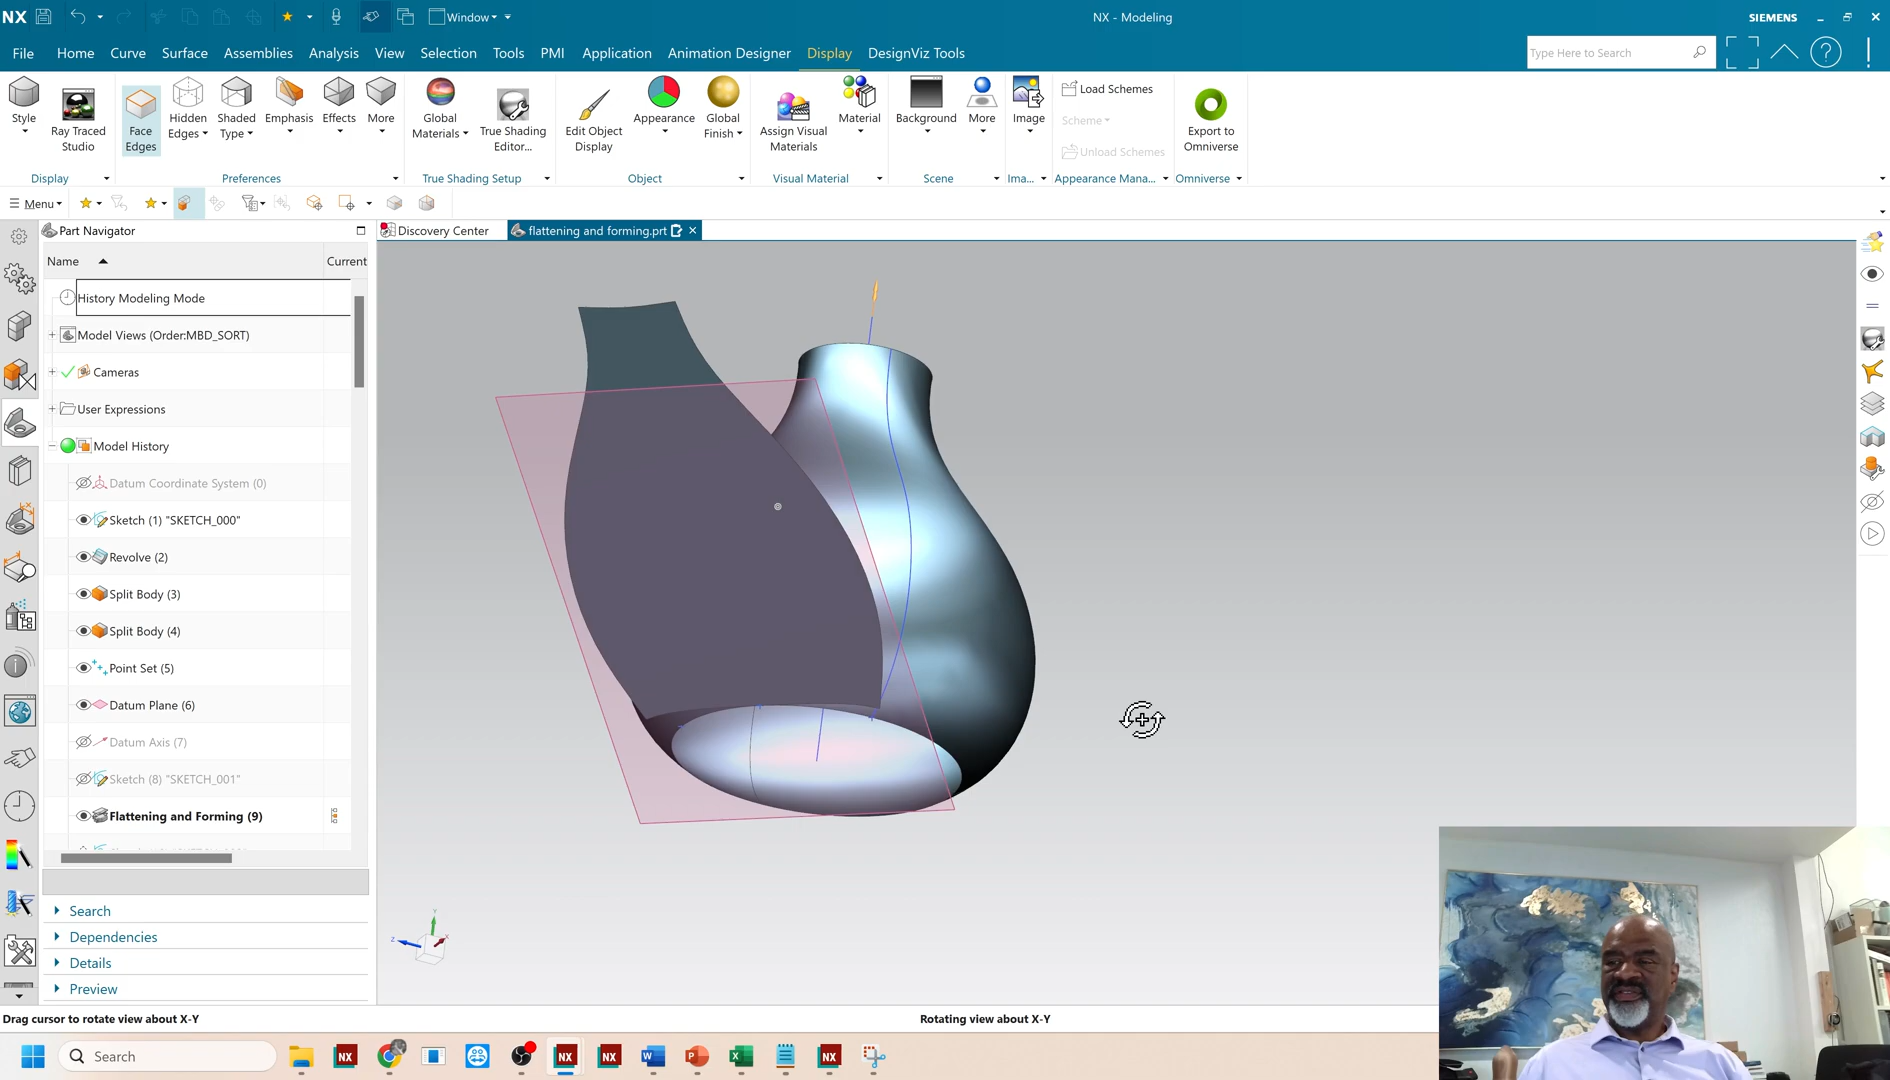 NX
Window
NX - Modeling
SIEMENS
File
Home
Curve
Surface
Assemblies
Analysis
View
Selection
Tools
PMI
Application
Animation Designer
Display
DesignViz Tools
Type Here to Search
Style
Ray Traced
Studio
Face
Edges
Hidden
Edges
Shaded
Type
Emphasis
Effects
More
Global
Materials
True Shading
Editor...
Edit Object
Display
Appearance
Global
Finish
Assign Visual
Materials
Material
Background
More
Image
Load Schemes
Scheme
Unload Schemes
Export to
Omniverse
Display
Preferences
True Shading Setup
Object
Visual Material
Scene
Ima...
Appearance Mana...
Omniverse
Menu
Part Navigator
Discovery Center
flattening and forming.prt
Name
Current
History Modeling Mode
Model Views (Order:MBD_SORT)
Cameras
User Expressions
Model History
Datum Coordinate System (0)
Sketch (1) "SKETCH_000"
Revolve (2)
Split Body (3)
Split Body (4)
Point Set (5)
Datum Plane (6)
Datum Axis (7)
Sketch (8) "SKETCH_001"
Flattening and Forming (9)
Search
Dependencies
Details
Preview
Y
Z
X
Drag cursor to rotate view about X-Y
Rotating view about X-Y
Search
NX
NX
NX
NX